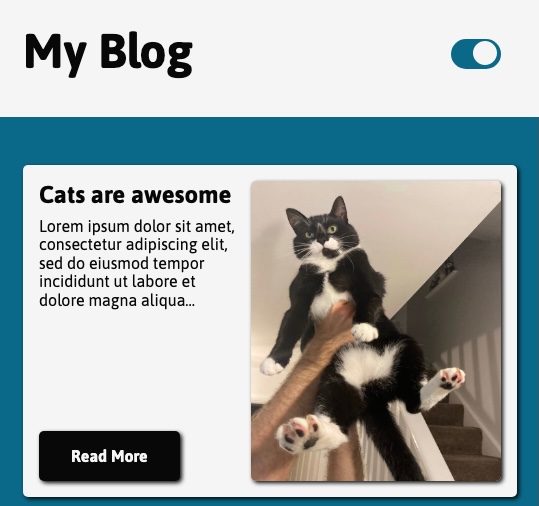 My Blog
Cats are awesome
Lorem ipsum dolor sit amet,
consectetur adipiscing elit,
sed do eiusmod tempor
incididunt ut labore et
dolore magna aliqua...
Read More